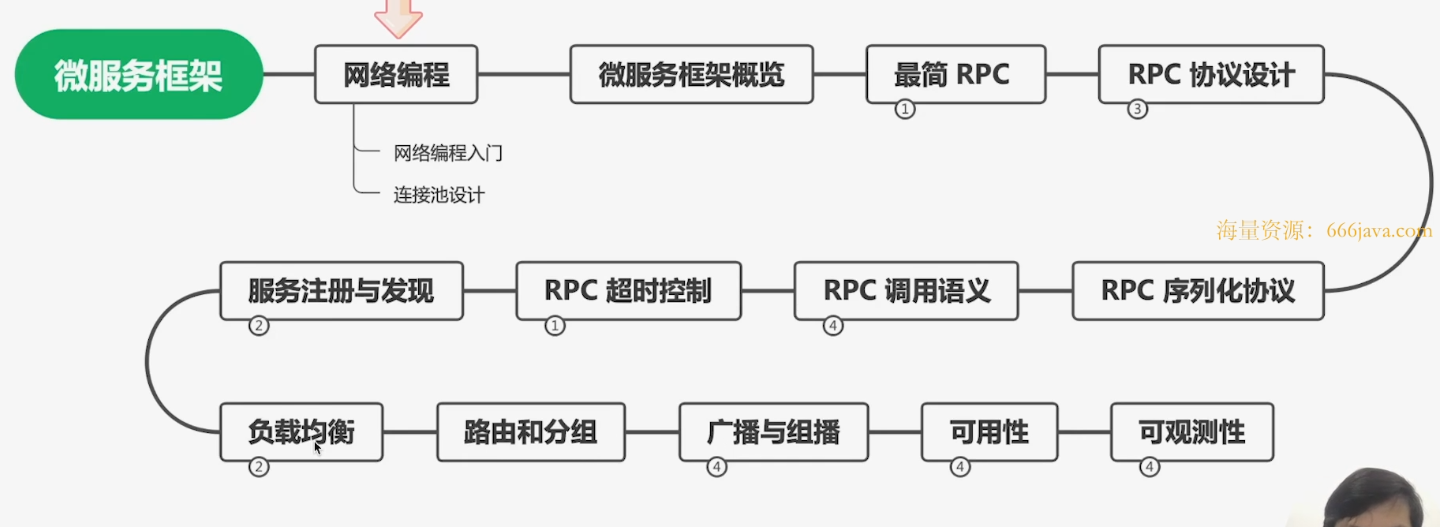 微服务框架
网络编程
微服务框架概览
最简 RPC
1
RPC 协议设计
3
网络编程入门
连接池设计
海量资源：666java.com
RPC 序列化协议
RPC 调用语义
4
RPC 超时控制
1
服务注册与发现
2
负载均衡
2
路由和分组
广播与组播
4
可用性
4
可观测性
4